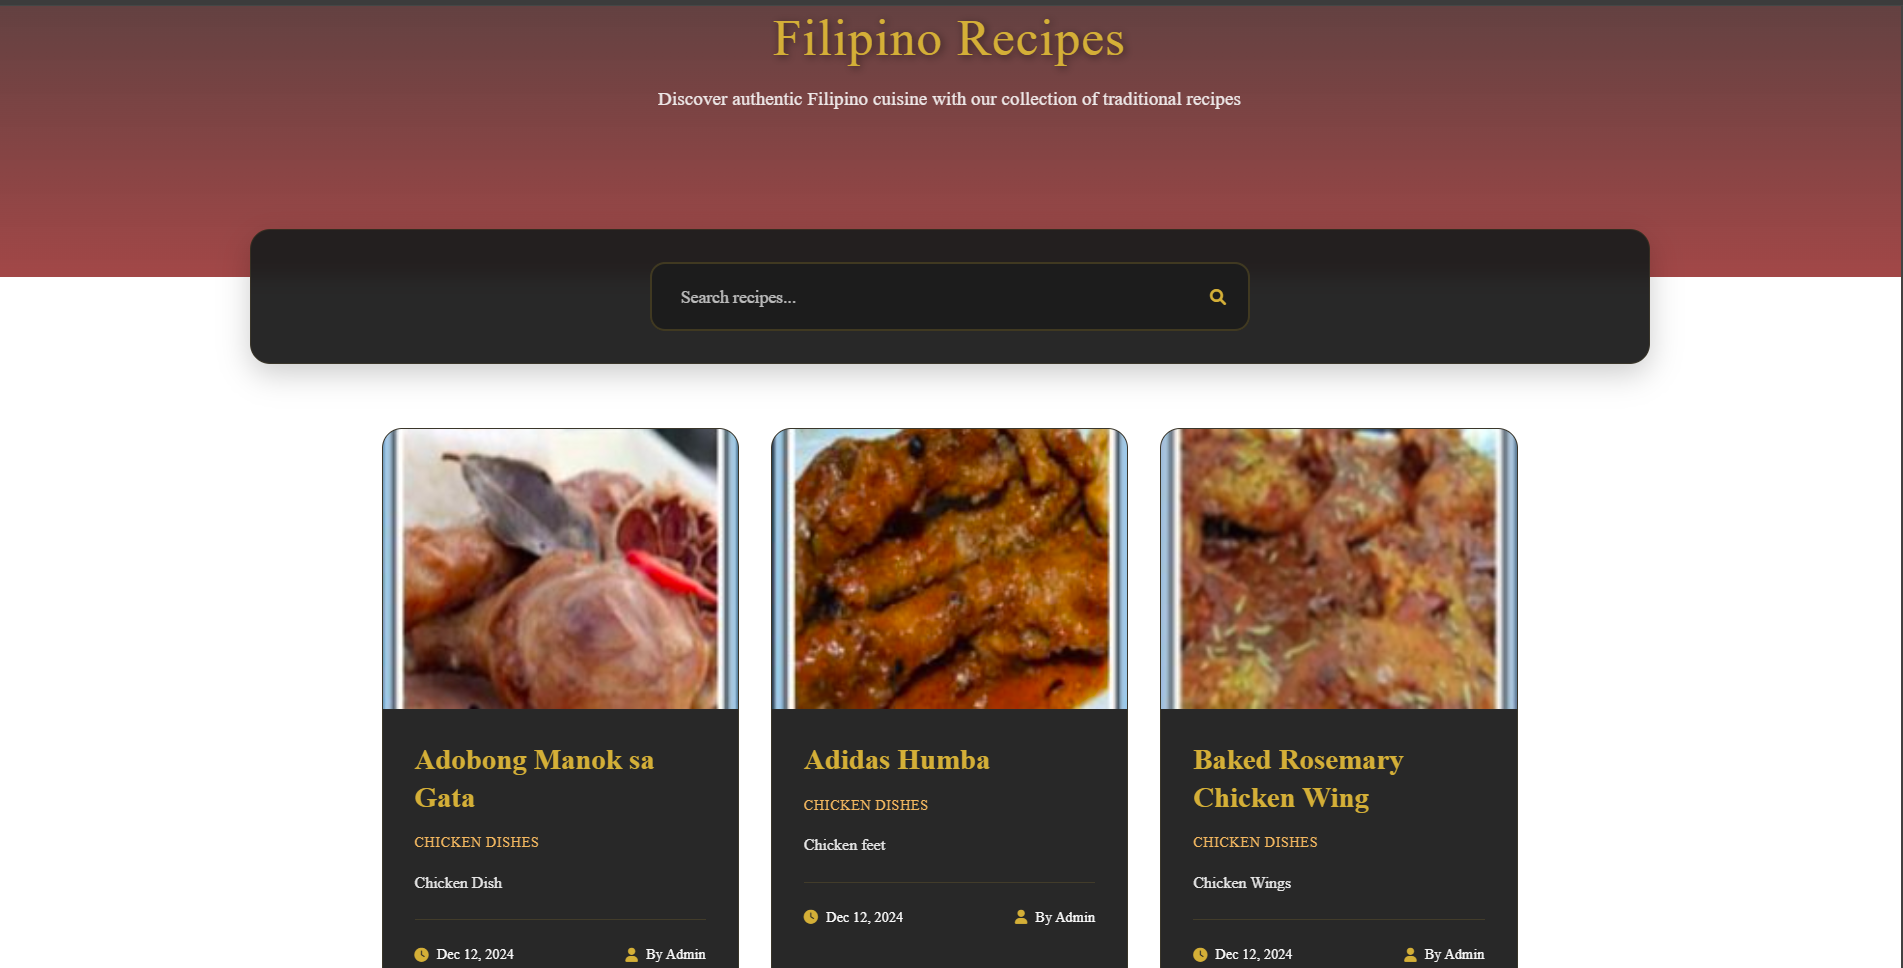 Filipino Recipes
Discover authentic Filipino cuisine with our collection of traditional recipes
Search recipes...
Adobong Manok sa
Gata
CHICKEN DISHES
Chicken Dish
Dec 12, 2024
By Admin
Adidas Humba
CHICKEN DISHES
Chicken feet
Dec 12, 2024
By Admin
Baked Rosemary
Chicken Wing
CHICKEN DISHES
Chicken Wings
Dec 12, 2024
By Admin